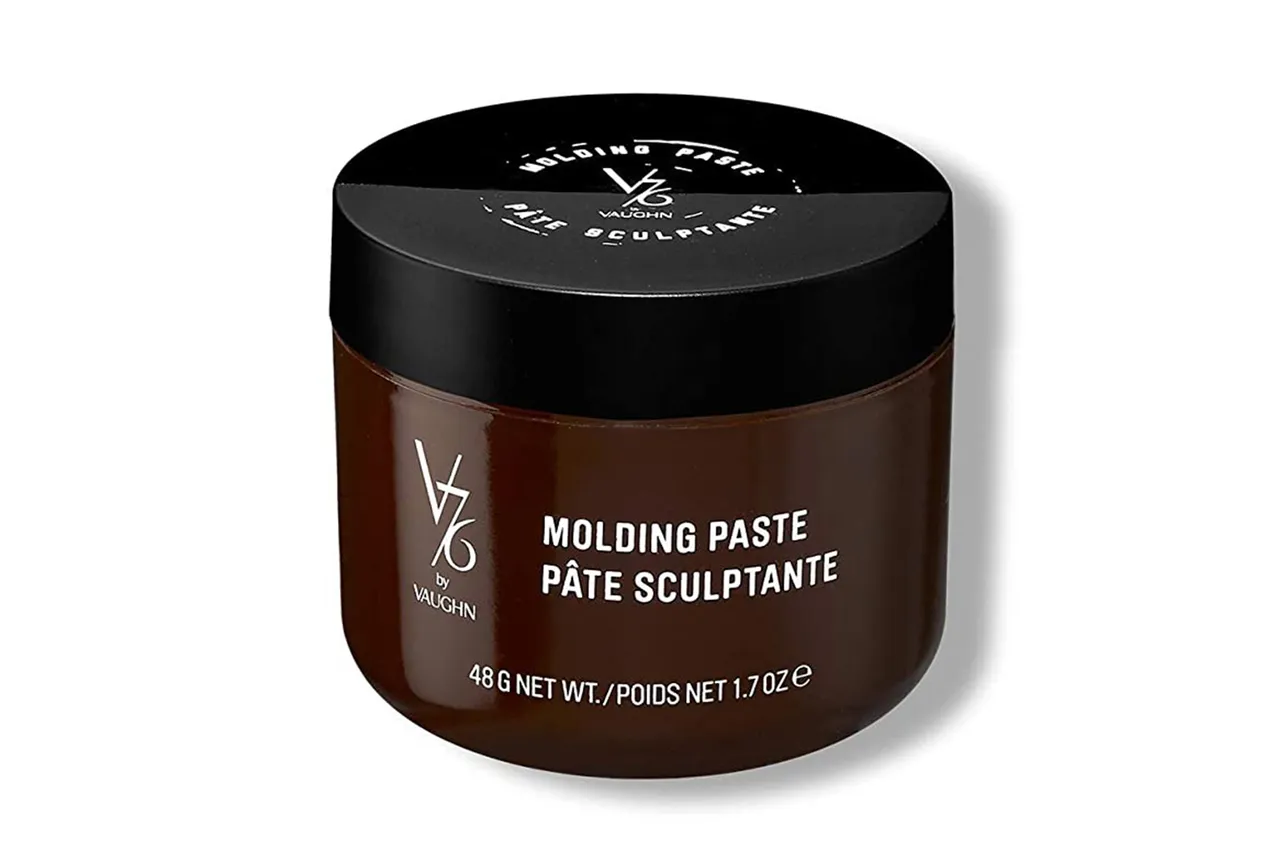 MOLDING PASTE
V76
by
VAUGHN
PÂTE SCULPTANTE
V76
by
VAUGHN
MOLDING PASTE
PÂTE SCULPTANTE
48 G NET WT./POIDS NET 1.7 OZ ℮